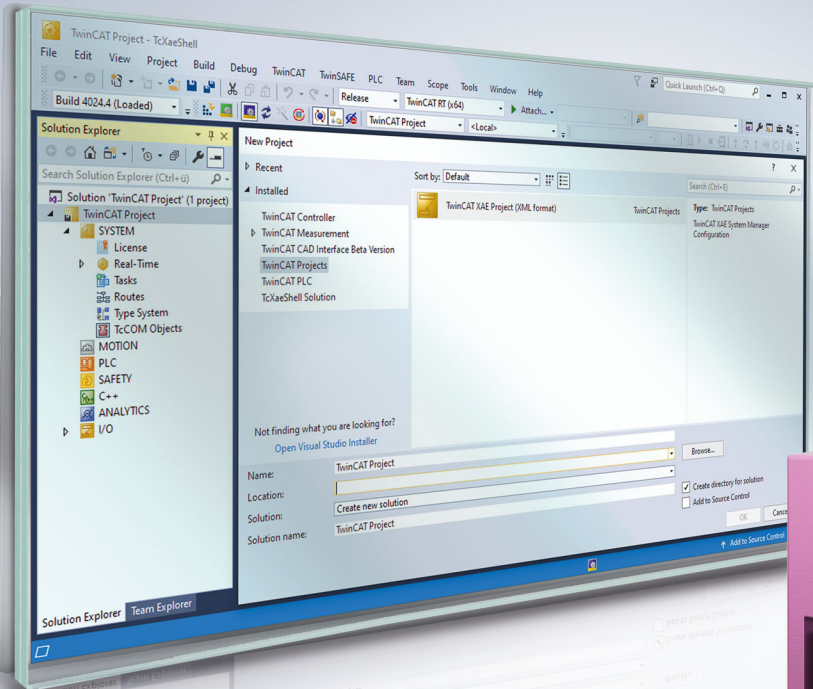 TwinCAT Project - TcXaeShell
Quick Launch (Ctrl+Q)
File Edit View Project Build Debug TwinCAT TwinSAFE PLC Team Scope Tools Window Help
Release TwinCAT RT (x64) Attach...
Build 4024.4 (Loaded) TwinCAT Project <Local>
Solution Explorer
Search Solution Explorer (Ctrl+ü)
Solution 'TwinCAT Project' (1 project)
TwinCAT Project
SYSTEM
License
Real-Time
Tasks
Routes
Type System
TcCOM Objects
MOTION
PLC
SAFETY
C++
ANALYTICS
I/O
Solution Explorer Team Explorer
New Project
? X
Recent
Installed
TwinCAT Controller
TwinCAT Measurement
TwinCAT CAD Interface Beta Version
TwinCAT Projects
TwinCAT PLC
TcXaeShell Solution
Not finding what you are looking for?
Open Visual Studio Installer
Sort by: Default
Search (Ctrl+E)
TwinCAT XAE Project (XML format) TwinCAT Projects
Type: TwinCAT Projects
TwinCAT XAE System Manager
Configuration
Name: TwinCAT Project
Location:
Browse...
Solution: Create new solution
Solution name: TwinCAT Project
Create directory for solution
Add to Source Control
OK Cance
Add to Source Control